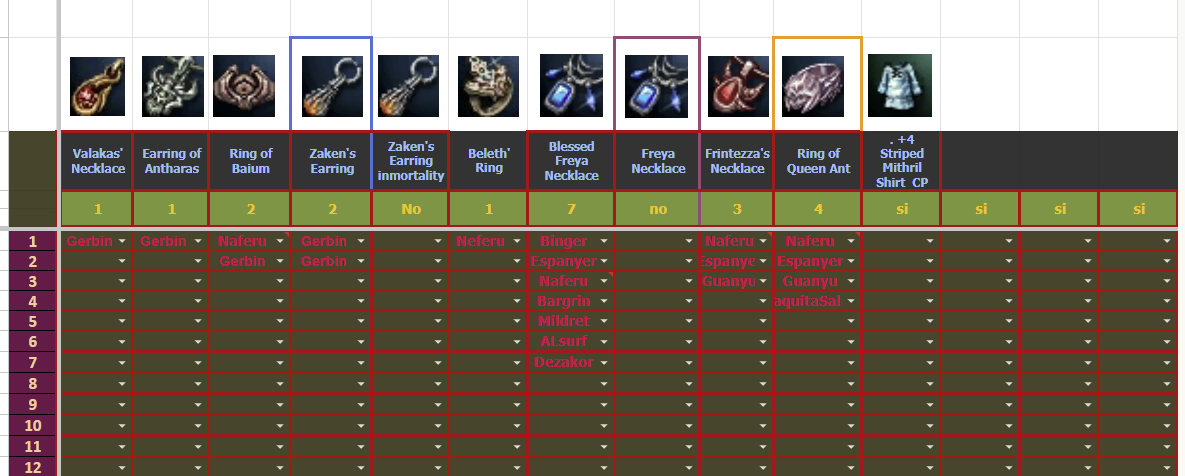 Valakas' Necklace Earring of Antharas Ring of Baium Zaken's Earring Zaken's Earring inmortality Beleth' Ring Blessed Freya Necklace Freya Necklace Frintezza's Necklace Ring of Queen Ant . +4 Striped Mithril Shirt CP
1 1 2 2 No 1 7 no 3 4 si si si si
1 Gerbin Gerbin Naferu Gerbin Neferu Binger Naferu Naferu
2 Gerbin Gerbin Espanyer Espanye Espanyer
3 Naferu Guanyu Guanyu
4 Bargrin aquitaSal
5 Mildret
6 ALsurf
7 Dezakor
8
9
10
11
12